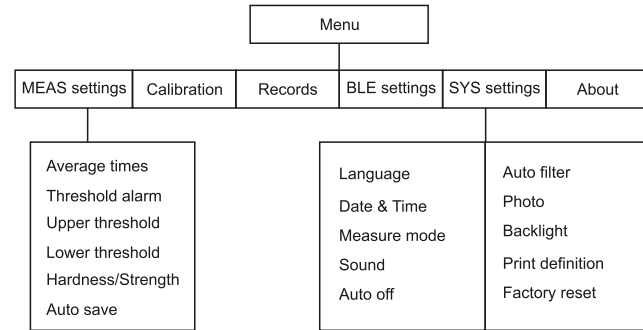 Menu
MEAS settings
Calibration
Records
BLE settings
SYS settings
About
Average times
Threshold alarm
Upper threshold
Lower threshold
Hardness/Strength
Auto save
Language
Date & Time
Measure mode
Sound
Auto off
Auto filter
Photo
Backlight
Print definition
Factory reset